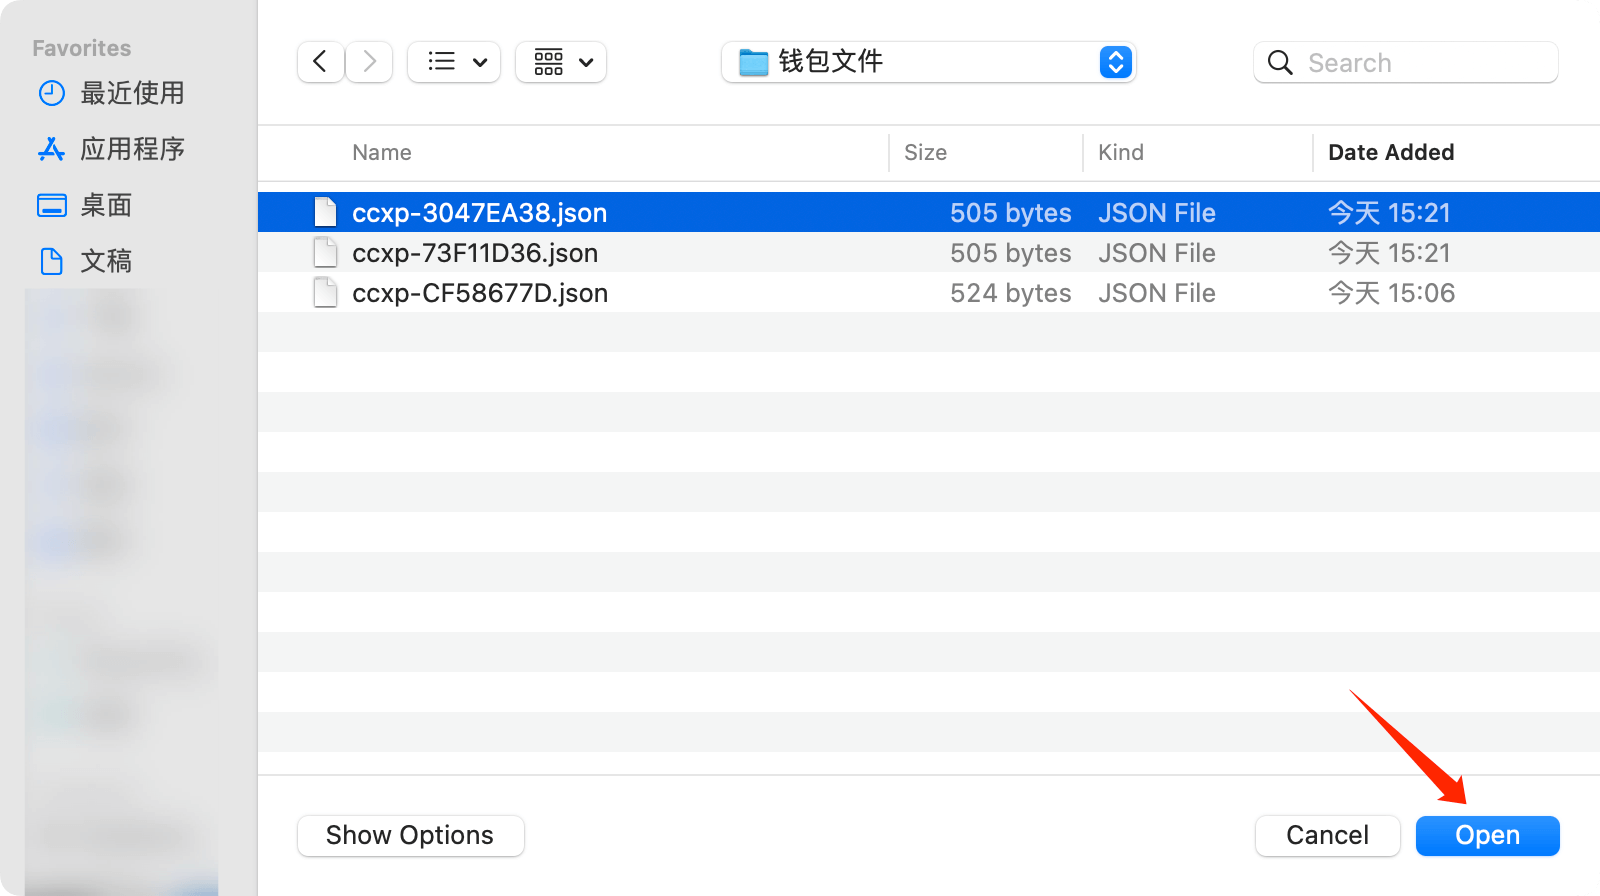 Favorites
最近使用
应用程序
桌面
文稿
钱包文件
Search
Name Size Kind Date Added
ccxp-3047EA38.json 505 bytes JSON File 今天 15:21
ccxp-73F11D36.json 505 bytes JSON File 今天 15:21
ccxp-CF58677D.json 524 bytes JSON File 今天 15:06
Show Options Cancel Open